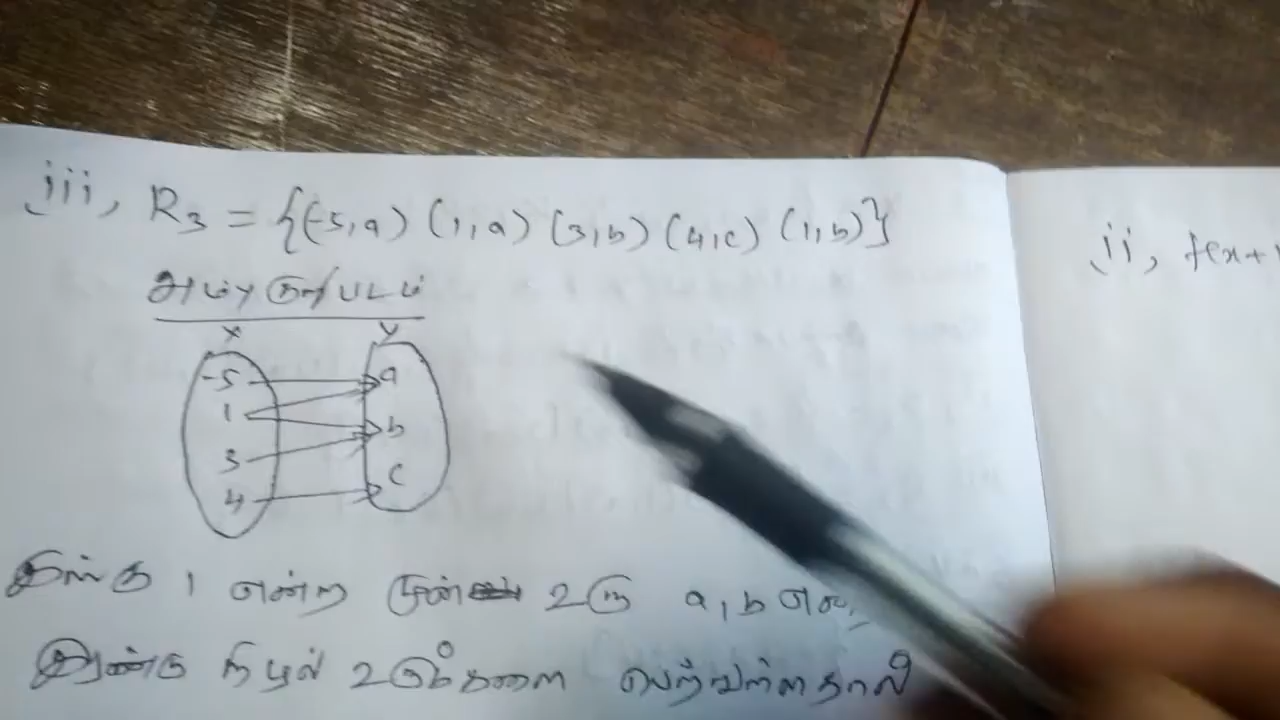 iii, R3 = {(-5,a) (1,a) (3,b) (4,c) (1,b)}
ii, f(x+1
அம்பு குறிபடம்
X Y
-5 a
1 b
3 c
4
இங்கு 1 என்ற முன் உரு a, b
இரண்டு நிழல் உருக்களை பெற்றுள்ளதால்